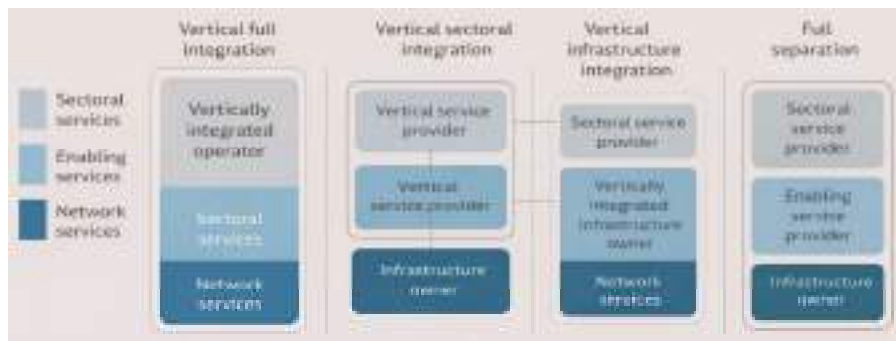 Vertical full
integration
Vertical sectoral
integration
Vertical
infrastructure
integration
Full
separation
Sectoral
services
Enabling
services
Network
services
Vertically
integrated
operator
Sectoral
services
Network
services
Vertical service
provider
Vertical
service provider
Infrastructure
owner
Sectoral service
provider
Vertically
integrated
infrastructure
owner
Network
services
Sectoral
service
provider
Enabling
service
provider
Infrastructure
owner